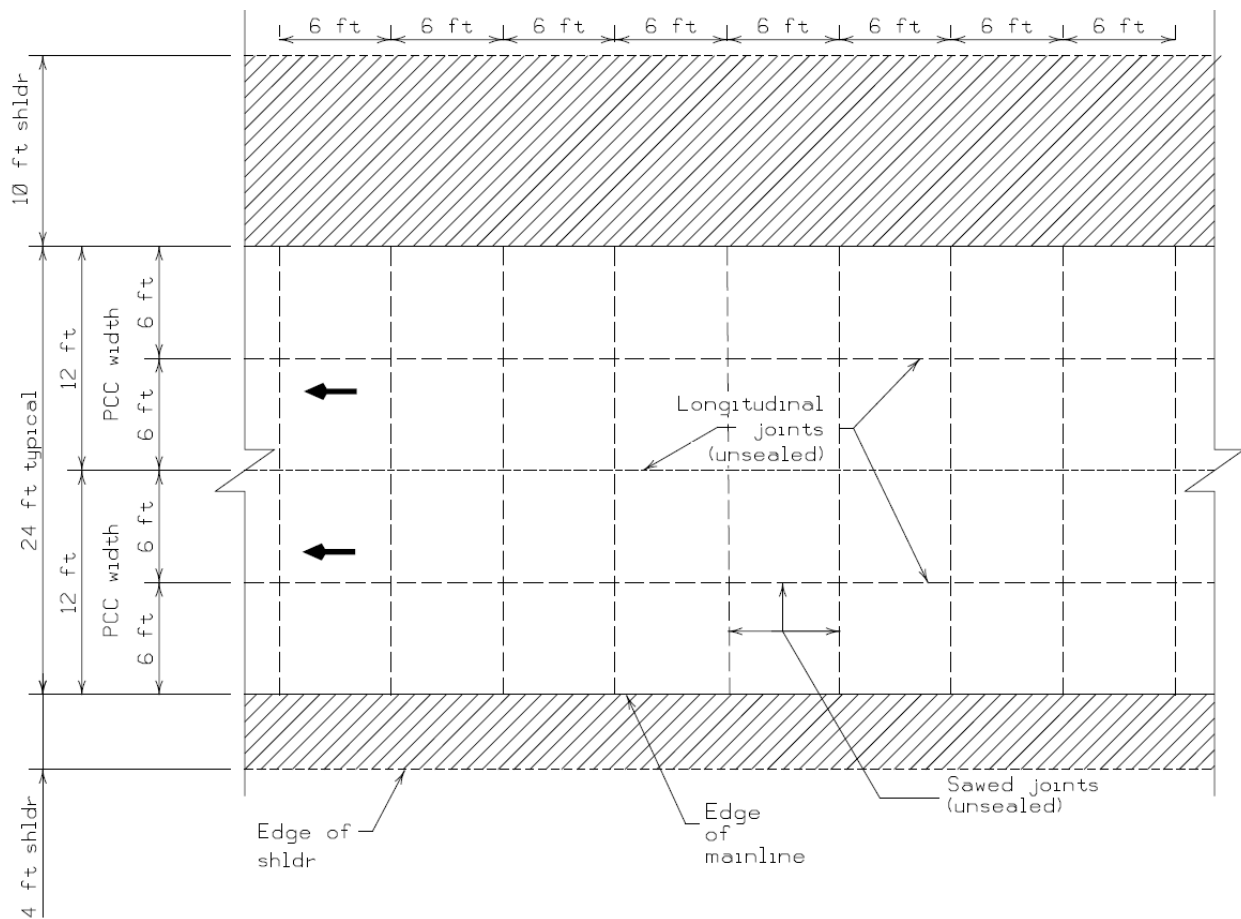 6 ft 6 ft 6 ft 6 ft 6 ft 6 ft 6 ft 6 ft
10 ft shldr
24 ft typical
4 ft shldr
12 ft
PCC width
6 ft
6 ft
12 ft
PCC width
6 ft
6 ft
Longitudinal
joints
(unsealed)
Sawed joints
(unsealed)
Edge of
shldr
Edge
of
mainline